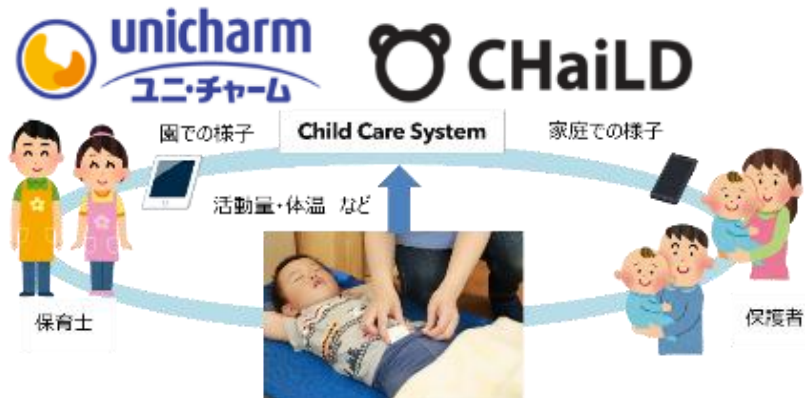 unicharm
ユニ・チャーム
CHaiLD
園での様子
Child Care System
家庭での様子
活動量・体温 など
保育士
保護者